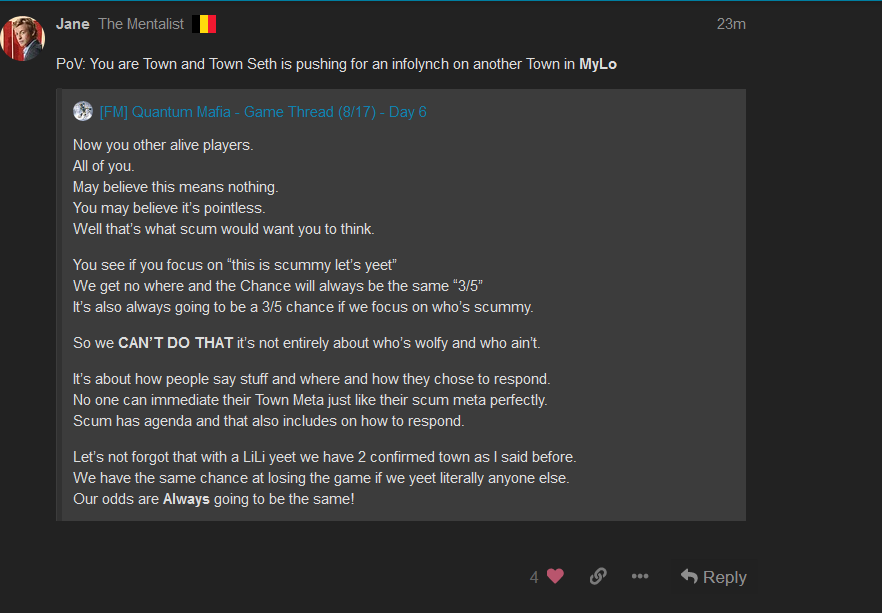 Jane The Mentalist
23m
PoV: You are Town and Town Seth is pushing for an infolynch on another Town in MyLo
[FM] Quantum Mafia - Game Thread (8/17) - Day 6
Now you other alive players.
All of you.
May believe this means nothing.
You may believe it’s pointless.
Well that’s what scum would want you to think.
You see if you focus on “this is scummy let’s yeet”
We get no where and the Chance will always be the same “3/5”
It’s also always going to be a 3/5 chance if we focus on who’s scummy.
So we CAN’T DO THAT it’s not entirely about who’s wolfy and who ain’t.
It’s about how people say stuff and where and how they chose to respond.
No one can immediate their Town Meta just like their scum meta perfectly.
Scum has agenda and that also includes on how to respond.
Let’s not forgot that with a LiLi yeet we have 2 confirmed town as I said before.
We have the same chance at losing the game if we yeet literally anyone else.
Our odds are Always going to be the same!
4
Reply